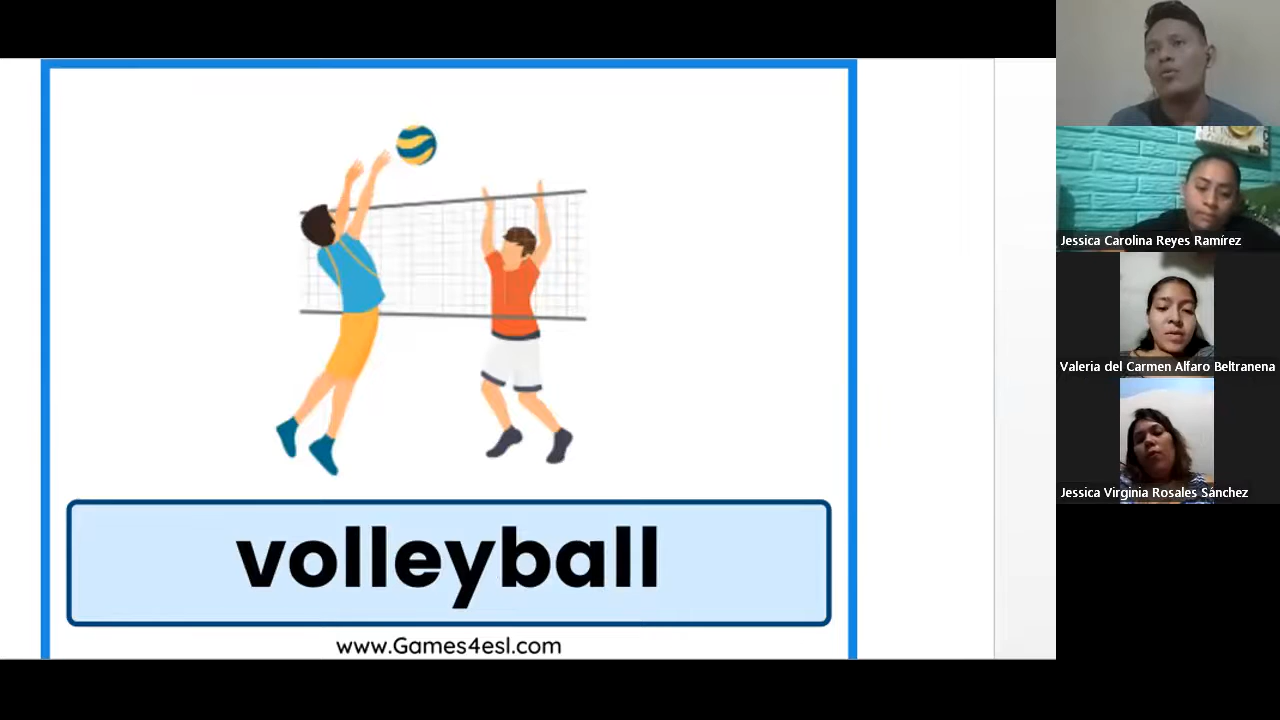 volleyball
www.Games4esl.com
Jessica Carolina Reyes Ramírez
Valeria del Carmen Alfaro Beltranena
Jessica Virginia Rosales Sánchez